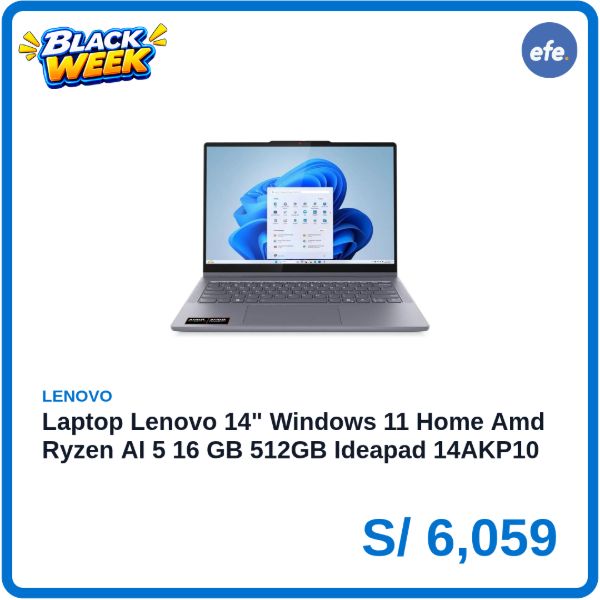 BLACK
WEEK
efe.
LENOVO
Laptop Lenovo 14" Windows 11 Home Amd
Ryzen AI 5 16 GB 512GB Ideapad 14AKP10
S/ 6,059